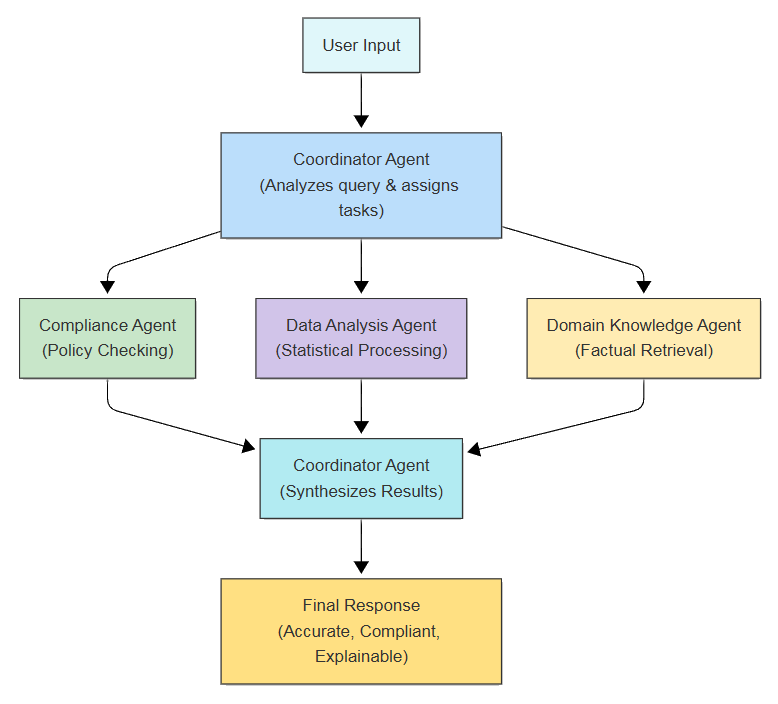 User Input
Coordinator Agent
(Analyzes query & assigns
tasks)
Compliance Agent
(Policy Checking)
Data Analysis Agent
(Statistical Processing)
Domain Knowledge Agent
(Factual Retrieval)
Coordinator Agent
(Synthesizes Results)
Final Response
(Accurate, Compliant,
Explainable)